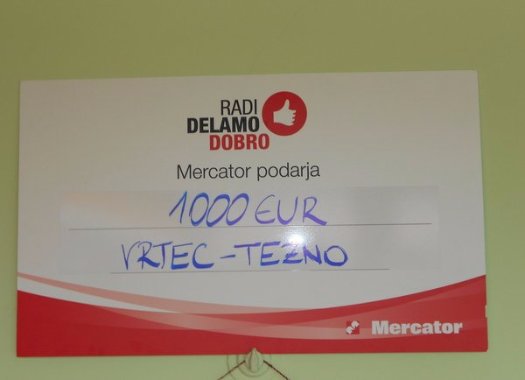 RADI
DELAMO
DOBRO
Mercator podarja
1000 EUR
VRTEC-TEZNO
Mercator